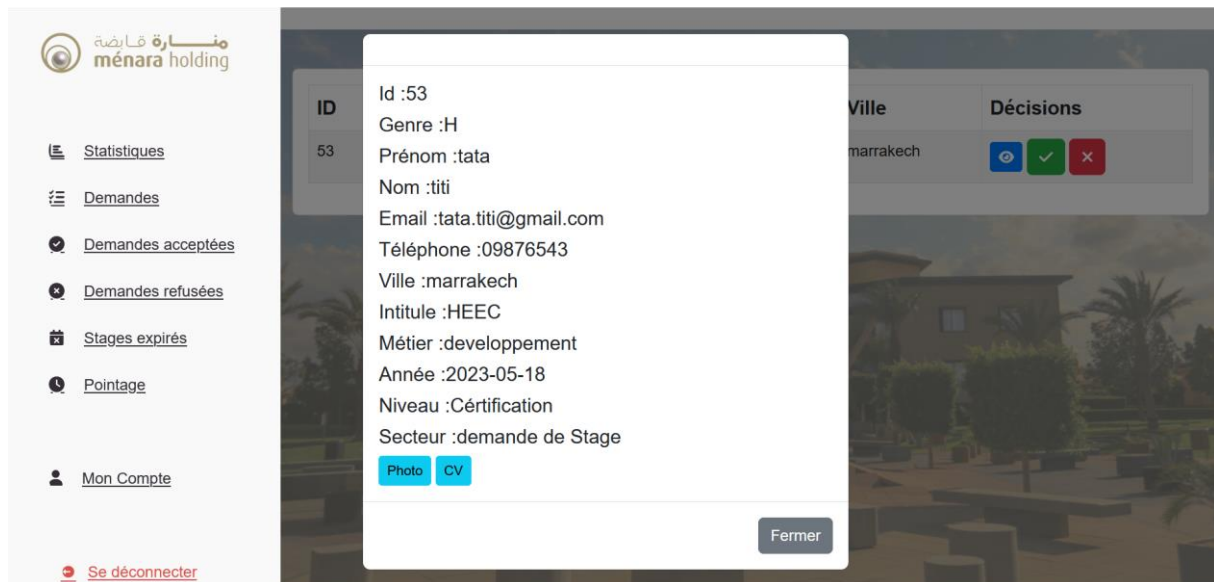 منارة قابضة
ménara holding
Statistiques
Demandes
Demandes acceptées
Demandes refusées
Stages expirés
Pointage
Mon Compte
Se déconnecter
ID
Ville
Décisions
53
marrakech
Id :53
Genre :H
Prénom :tata
Nom :titi
Email :tata.titi@gmail.com
Téléphone :09876543
Ville :marrakech
Intitule :HEEC
Métier :developpement
Année :2023-05-18
Niveau :Cértification
Secteur :demande de Stage
Photo CV
Fermer